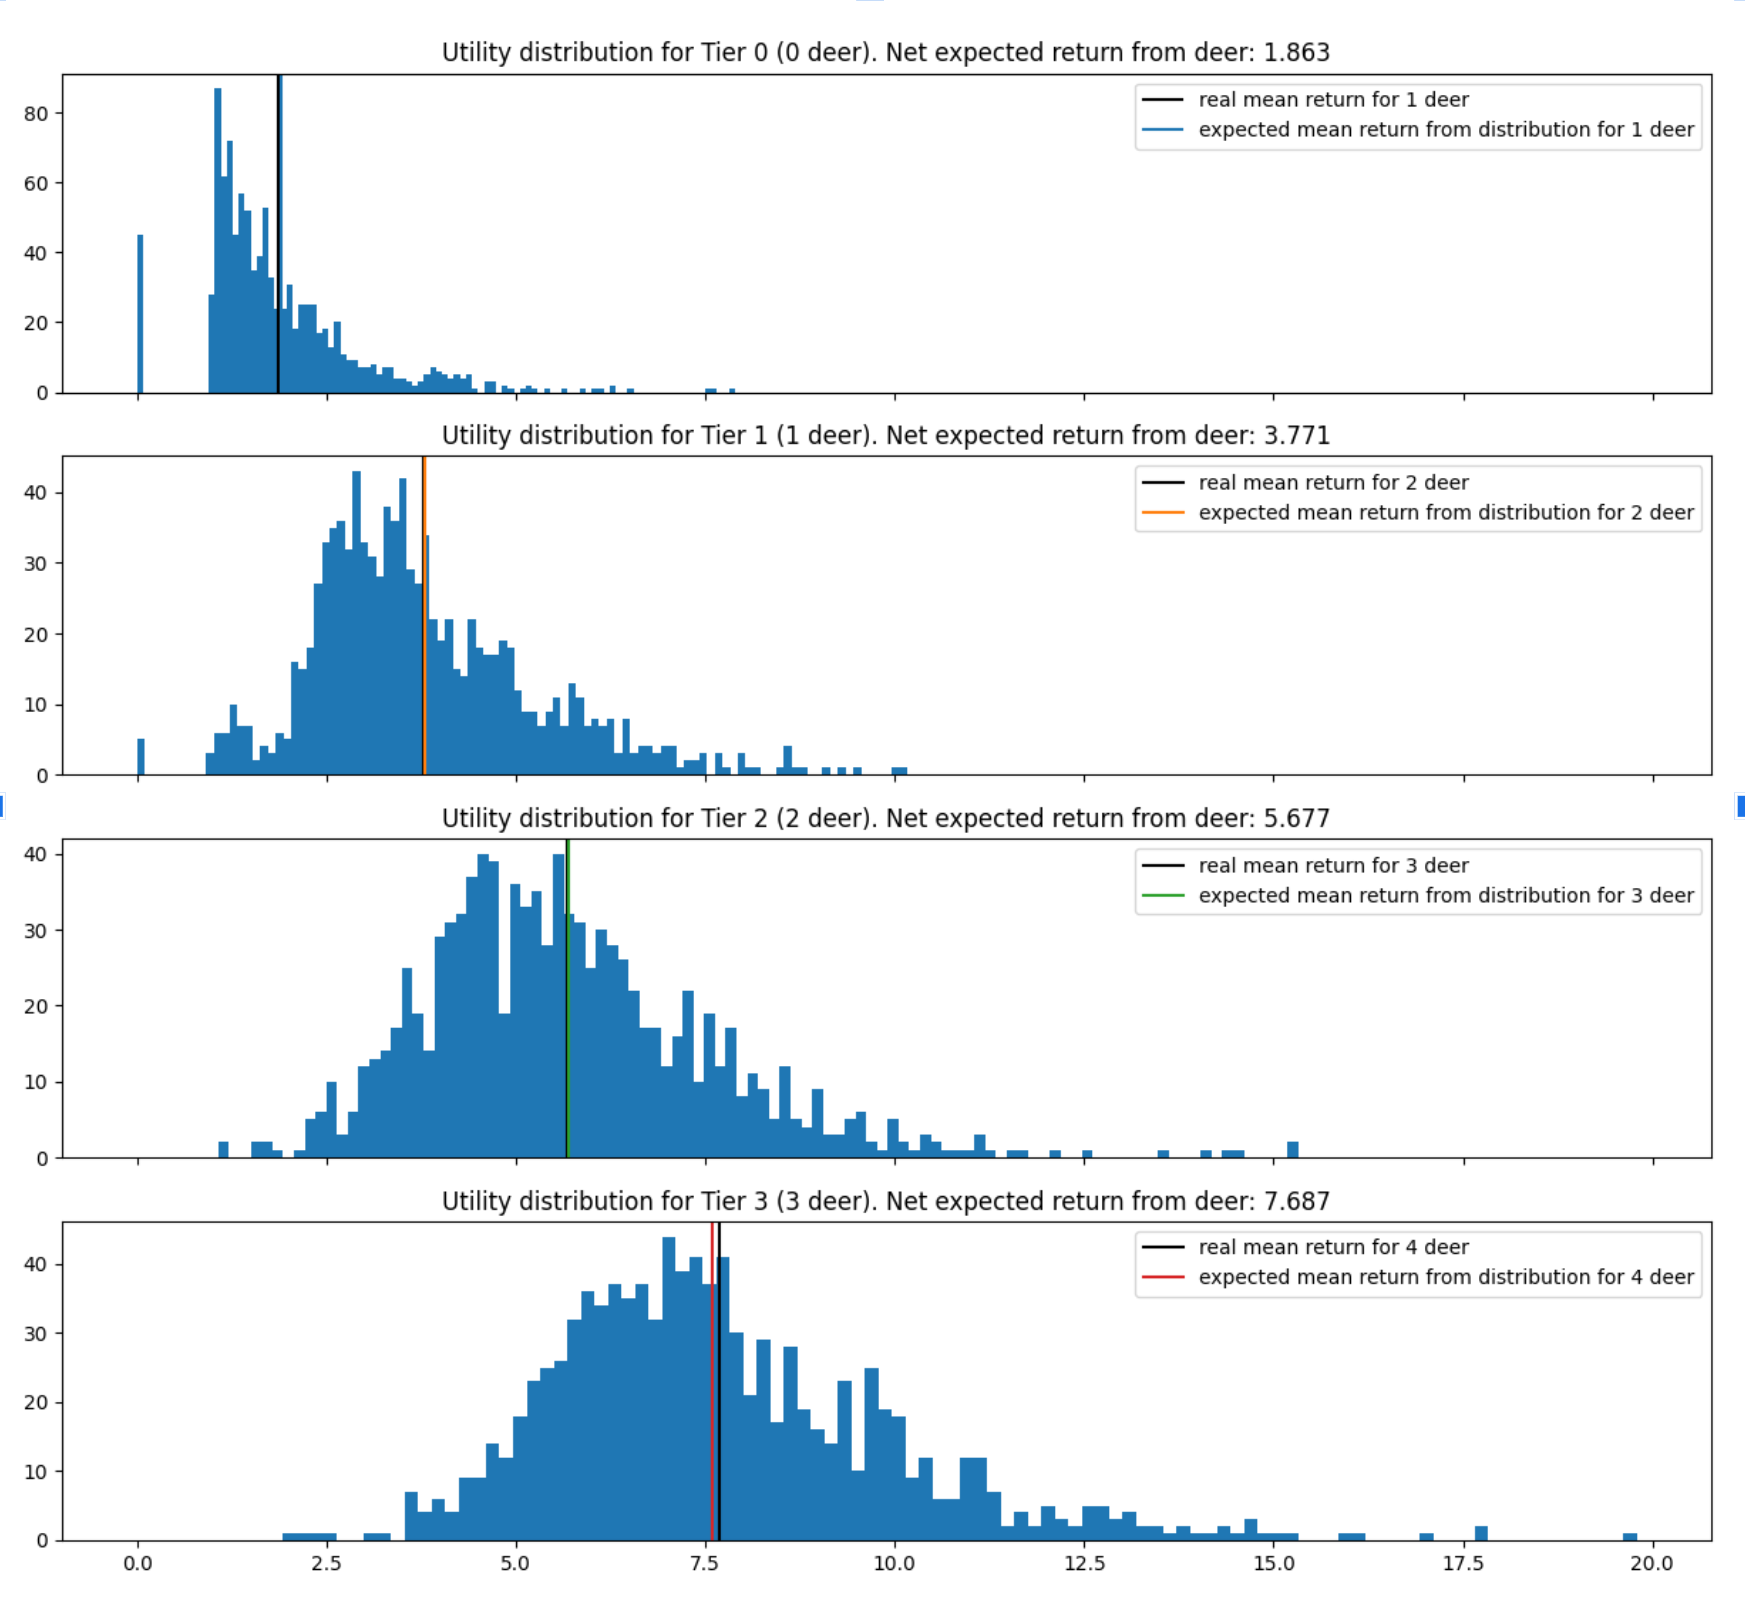 Utility distribution for Tier 0 (0 deer). Net expected return from deer: 1.863
80
60
40
20
0
real mean return for 1 deer
expected mean return from distribution for 1 deer
Utility distribution for Tier 1 (1 deer). Net expected return from deer: 3.771
40
30
20
10
0
real mean return for 2 deer
expected mean return from distribution for 2 deer
Utility distribution for Tier 2 (2 deer). Net expected return from deer: 5.677
40
30
20
10
0
real mean return for 3 deer
expected mean return from distribution for 3 deer
Utility distribution for Tier 3 (3 deer). Net expected return from deer: 7.687
40
30
20
10
0
real mean return for 4 deer
expected mean return from distribution for 4 deer
0.0 2.5 5.0 7.5 10.0 12.5 15.0 17.5 20.0